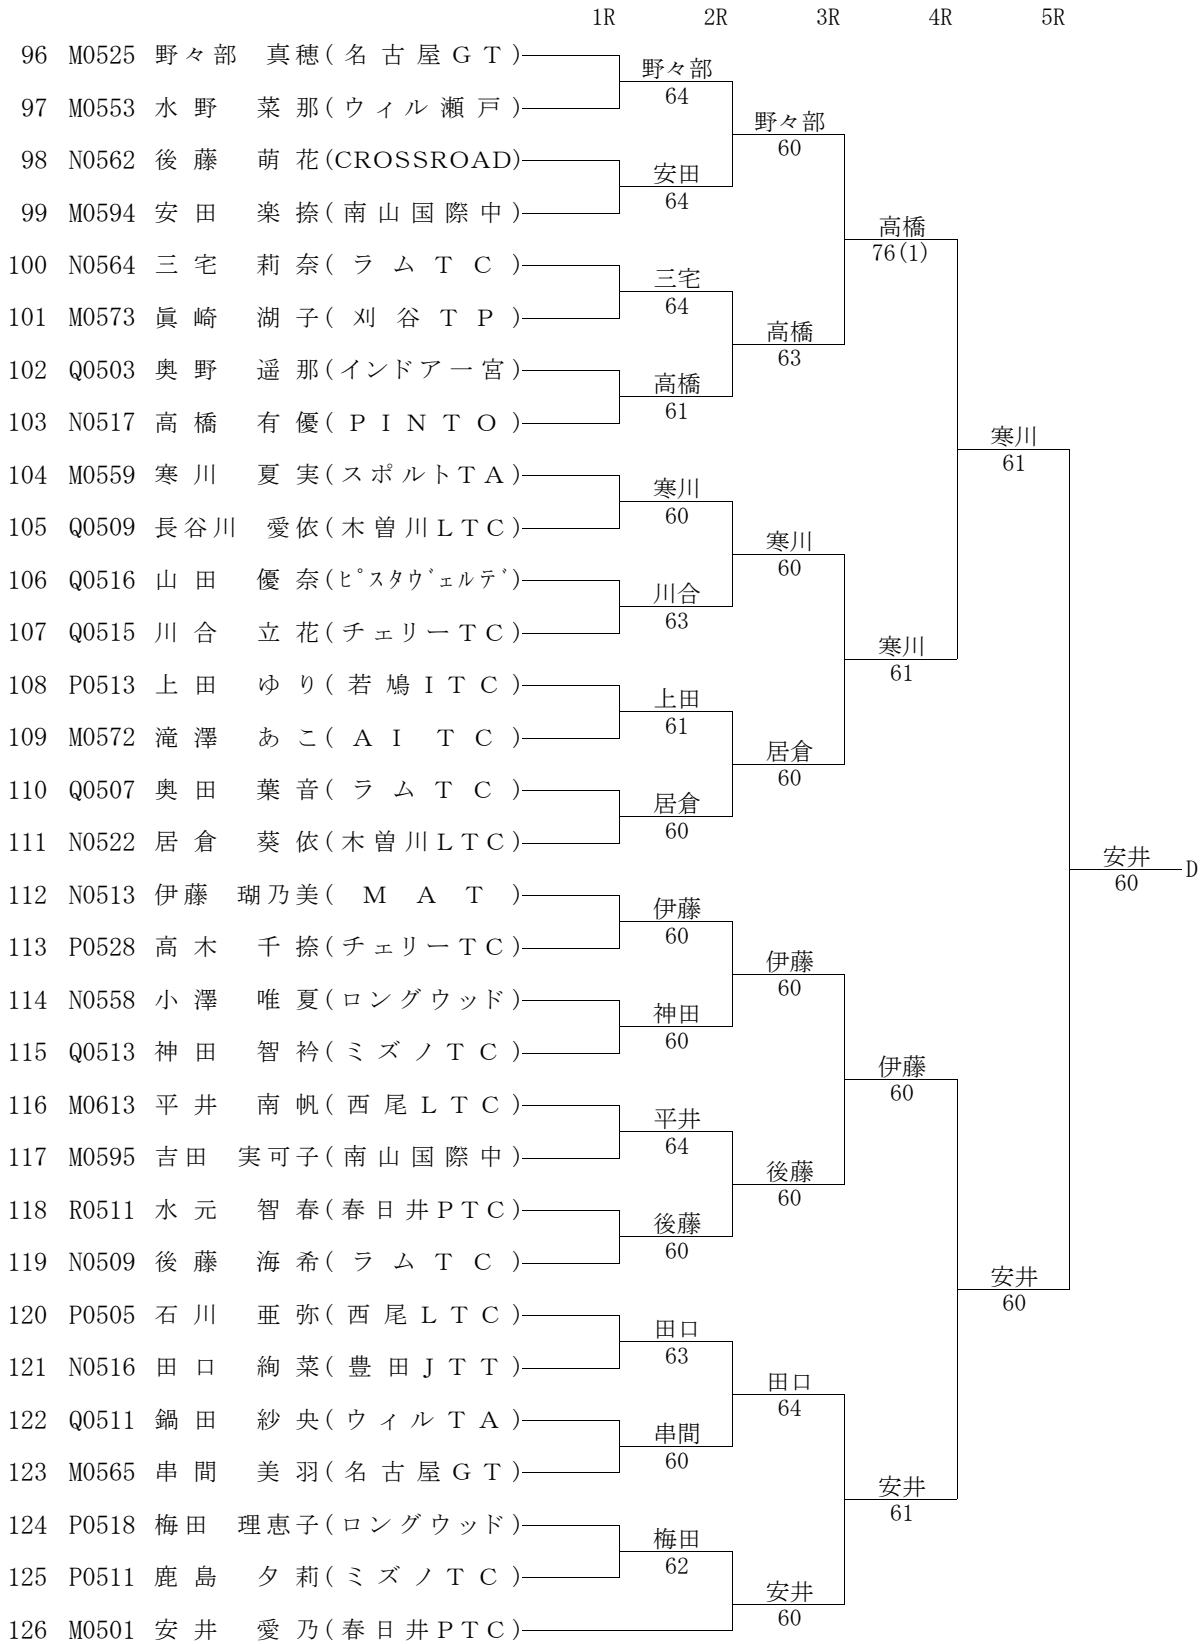 1R 2R 3R 4R 5R
96 M0525 野々部 真穂(名古屋GT)
野々部
64
97 M0553 水野 菜那(ウィル瀬戸)
野々部
60
98 N0562 後藤 萌花(CROSSROAD)
安田
64
99 M0594 安田 楽捺(南山国際中)
高橋
76(1)
100 N0564 三宅 莉奈(ラムTC)
三宅
64
101 M0573 眞崎 湖子(刈谷TP)
高橋
63
102 Q0503 奥野 遥那(インドア一宮)
高橋
61
103 N0517 高橋 有優(PINTO)
寒川
61
104 M0559 寒川 夏実(スポルトTA)
寒川
60
105 Q0509 長谷川 愛依(木曽川LTC)
寒川
60
106 Q0516 山田 優奈(ピスタヴェルデ)
川合
63
107 Q0515 川合 立花(チェリーTC)
寒川
61
108 P0513 上田 ゆり(若鳩ITC)
上田
61
109 M0572 滝澤 あこ(AI TC)
居倉
60
110 Q0507 奥田 葉音(ラムTC)
居倉
60
111 N0522 居倉 葵依(木曽川LTC)
安井
60
D
112 N0513 伊藤 瑚乃美(MAT)
伊藤
60
113 P0528 高木 千捺(チェリーTC)
伊藤
60
114 N0558 小澤 唯夏(ロングウッド)
神田
60
115 Q0513 神田 智衿(ミズノTC)
伊藤
60
116 M0613 平井 南帆(西尾LTC)
平井
64
117 M0595 吉田 実可子(南山国際中)
後藤
60
118 R0511 水元 智春(春日井PTC)
後藤
60
119 N0509 後藤 海希(ラムTC)
安井
60
120 P0505 石川 亜弥(西尾LTC)
田口
63
121 N0516 田口 絢菜(豊田JTT)
田口
64
122 Q0511 鍋田 紗央(ウィルTA)
串間
60
123 M0565 串間 美羽(名古屋GT)
安井
61
124 P0518 梅田 理恵子(ロングウッド)
梅田
62
125 P0511 鹿島 夕莉(ミズノTC)
安井
60
126 M0501 安井 愛乃(春日井PTC)